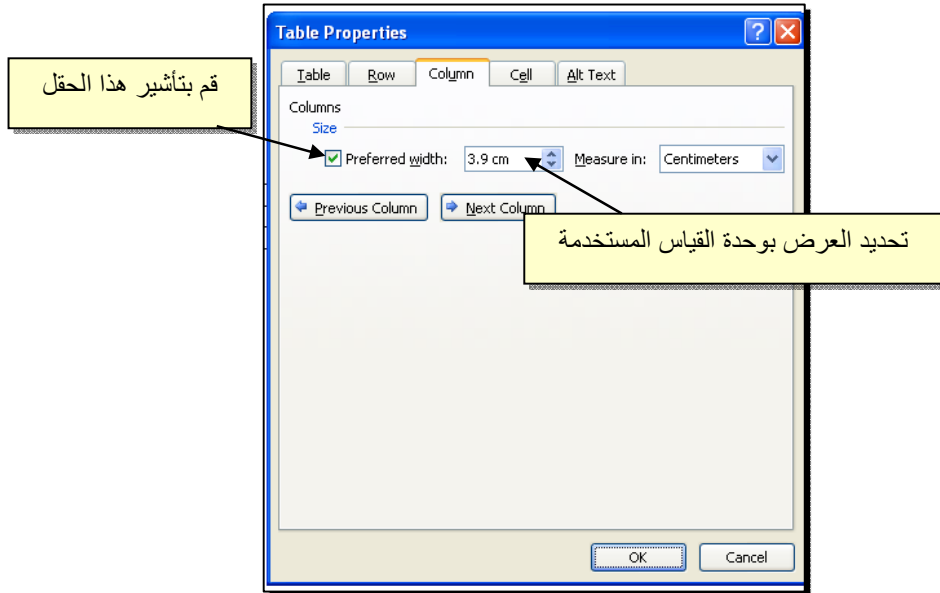 Table Properties
Table Row Column Cell Alt Text
قم بتأشير هذا الحقل
Columns
Size
Preferred width: 3.9 cm Measure in: Centimeters
Previous Column Next Column
تحديد العرض بوحدة القياس المستخدمة
OK Cancel